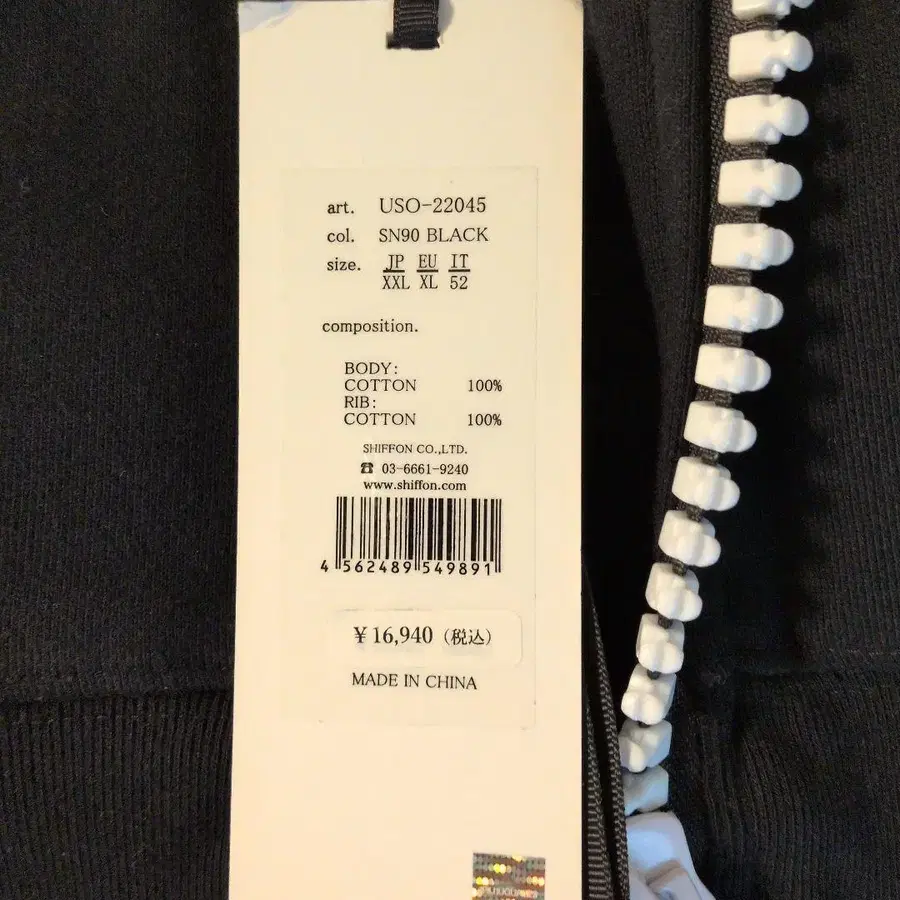 art. USO-22045
col. SN90 BLACK
size. JP EU IT
XXL XL 52
composition.
BODY:
COTTON 100%
RIB:
COTTON 100%
SHIFFON CO.,LTD.
☎ 03-6661-9240
www.shiffon.com
4 562489 549891
¥16,940 (税込)
MADE IN CHINA